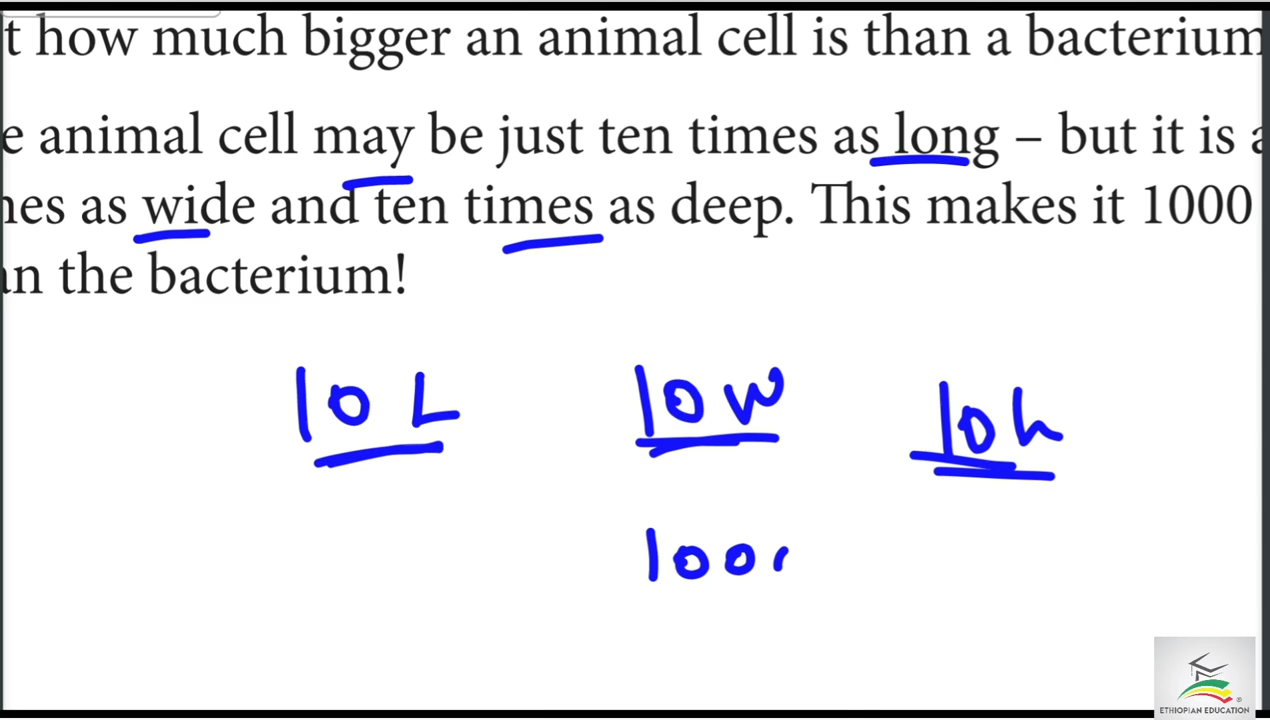 t how much bigger an animal cell is than a bacterium
e animal cell may be just ten times as long – but it is a
nes as wide and ten times as deep. This makes it 1000
an the bacterium!
10 L 10 W 10 h
100
ETHIOPIAN EDUCATION